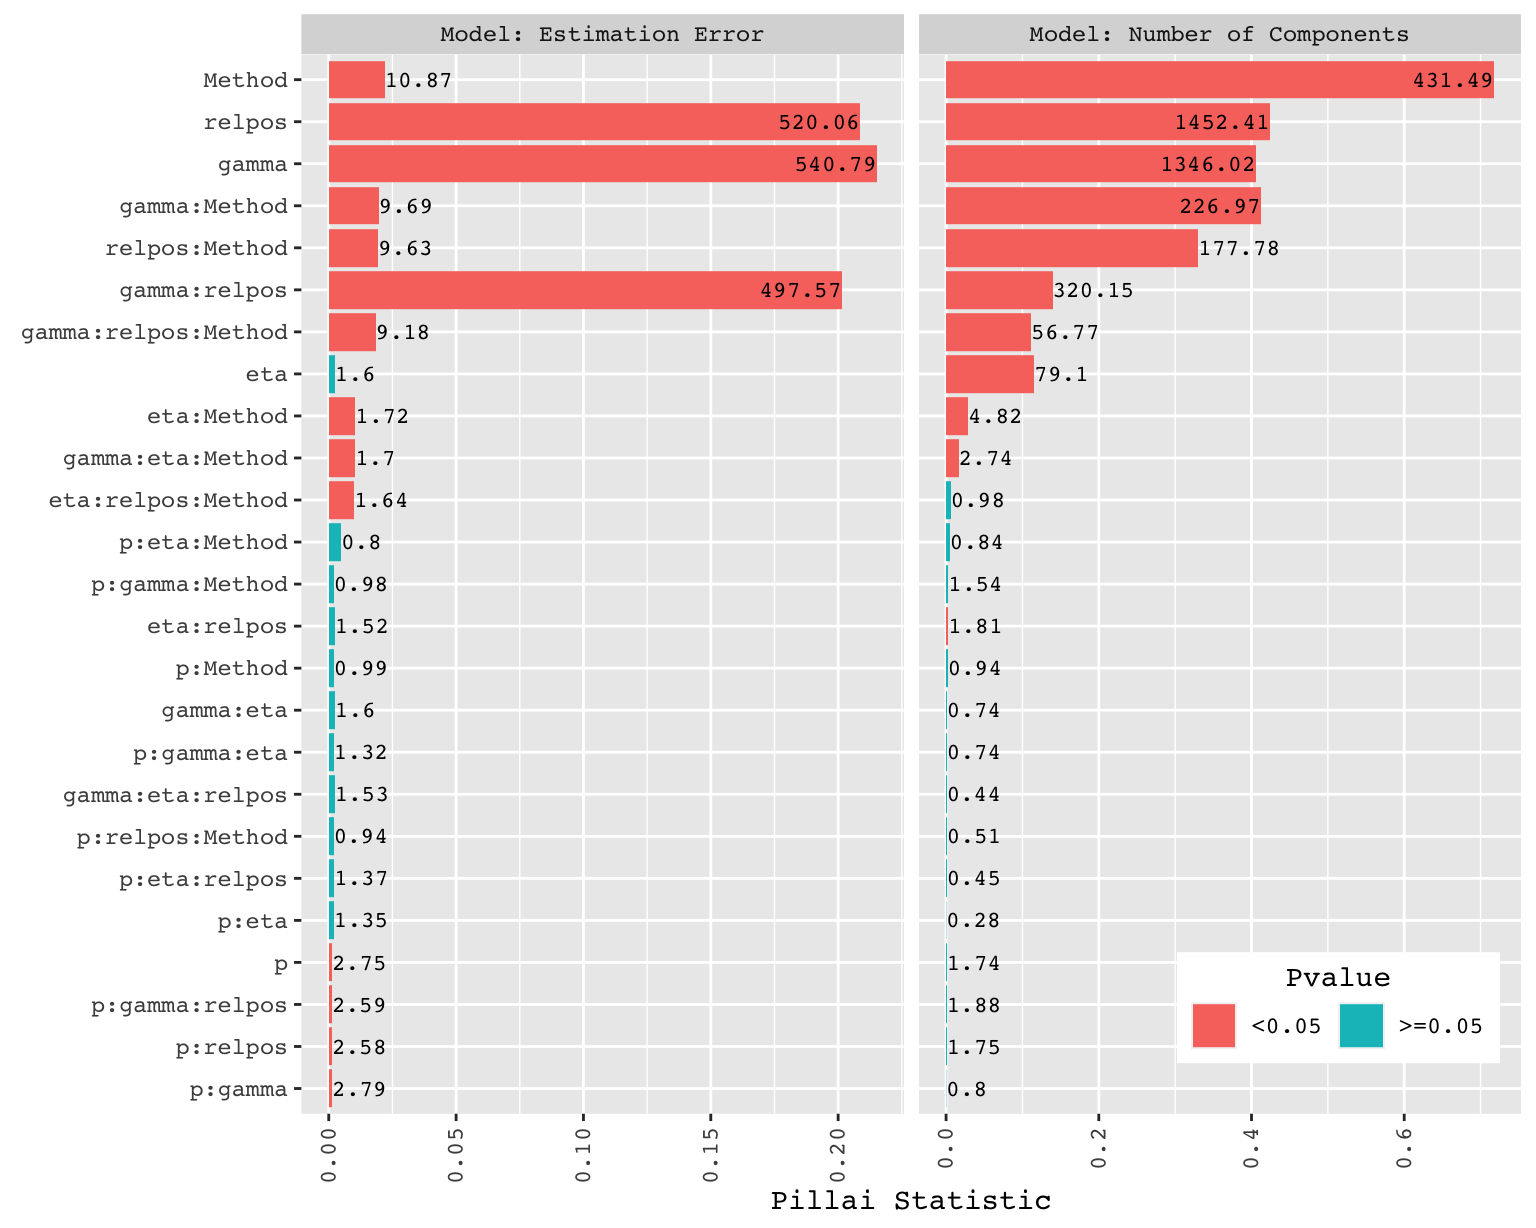 Model: Estimation Error Model: Number of Components
Method 10.87 431.49
relpos 520.06 1452.41
gamma 540.79 1346.02
gamma:Method 9.69 226.97
relpos:Method 9.63 177.78
gamma:relpos 497.57 320.15
gamma:relpos:Method 9.18 56.77
eta 1.6 79.1
eta:Method 1.72 4.82
gamma:eta:Method 1.7 2.74
eta:relpos:Method 1.64 0.98
p:eta:Method 0.8 0.84
p:gamma:Method 0.98 1.54
eta:relpos 1.52 1.81
p:Method 0.99 0.94
gamma:eta 1.6 0.74
p:gamma:eta 1.32 0.74
gamma:eta:relpos 1.53 0.44
p:relpos:Method 0.94 0.51
p:eta:relpos 1.37 0.45
p:eta 1.35 0.28
p 2.75 1.74
p:gamma:relpos 2.59 1.88
p:relpos 2.58 1.75
p:gamma 2.79 0.8
Pvalue
<0.05 >=0.05
0.00 0.05 0.10 0.15 0.20 0.0 0.2 0.4 0.6
Pillai Statistic